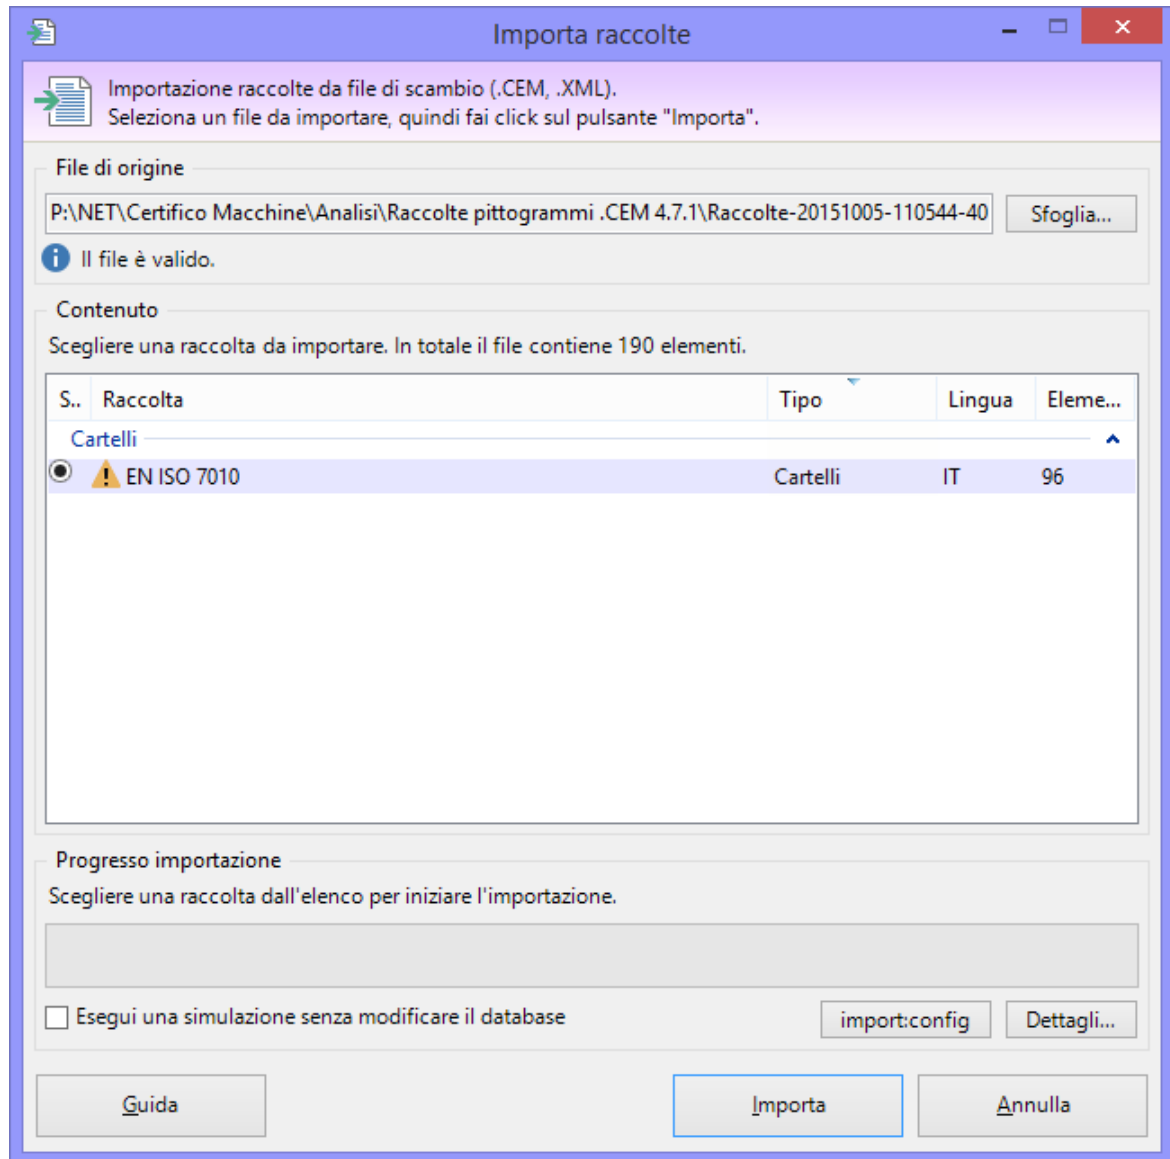 Importa raccolte
Importazione raccolte da file di scambio (.CEM, .XML).
Seleziona un file da importare, quindi fai click sul pulsante "Importa".
File di origine
P:\NET\Certifico Macchine\Analisi\Raccolte pittogrammi .CEM 4.7.1\Raccolte-20151005-110544-40 Sfoglia...
Il file è valido.
Contenuto
Scegliere una raccolta da importare. In totale il file contiene 190 elementi.
S.. Raccolta Tipo Lingua Eleme...
Cartelli
EN ISO 7010 Cartelli IT 96
Progresso importazione
Scegliere una raccolta dall'elenco per iniziare l'importazione.
Esegui una simulazione senza modificare il database import:config Dettagli...
Guida Importa Annulla